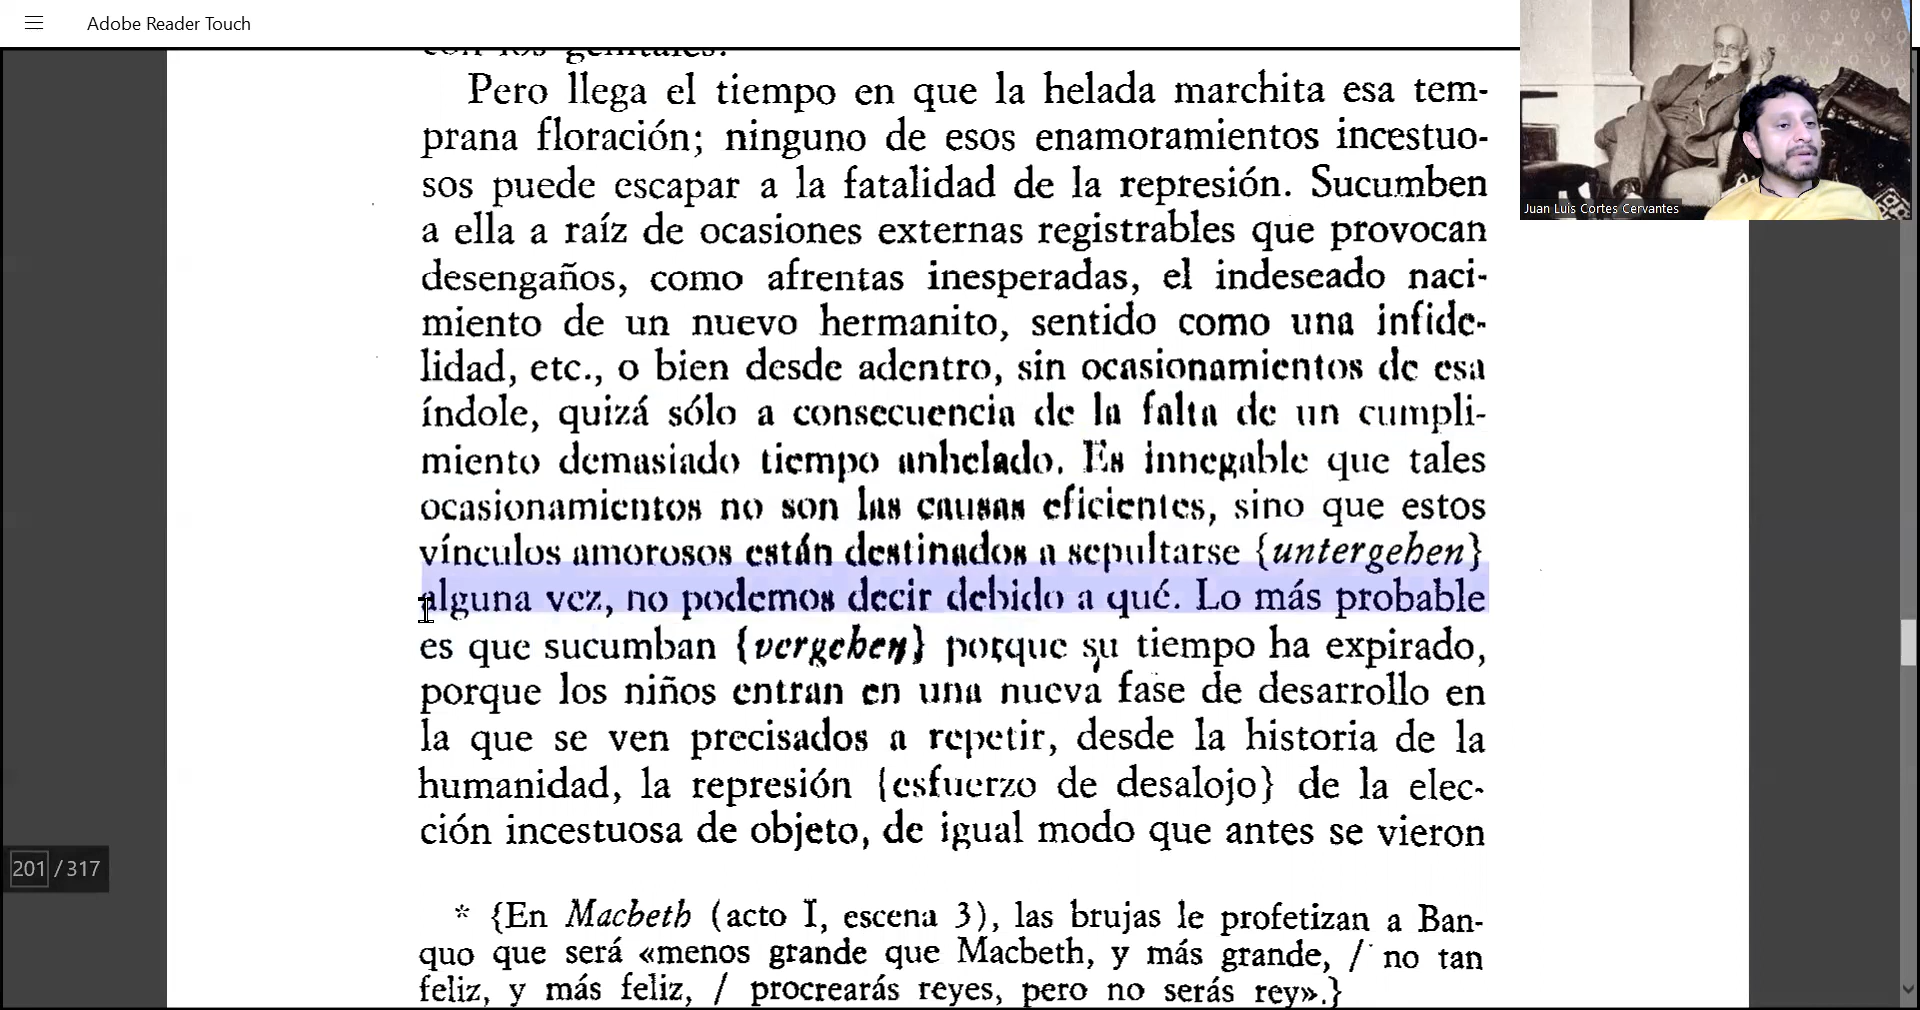 Adobe Reader Touch
con los genitales.
Pero llega el tiempo en que la helada marchita esa tem-
prana floración; ninguno de esos enamoramientos incestuo-
sos puede escapar a la fatalidad de la represión. Sucumben
a ella a raíz de ocasiones externas registrables que provocan
desengaños, como afrentas inesperadas, el indeseado naci-
miento de un nuevo hermanito, sentido como una infide-
lidad, etc., o bien desde adentro, sin ocasionamientos de esa
índole, quizá sólo a consecuencia de la falta de un cumpli-
miento demasiado tiempo anhelado. Es innegable que tales
ocasionamientos no son las causas eficientes, sino que estos
vínculos amorosos están destinados a sepultarse {untergehen}
alguna vez, no podemos decir debido a qué. Lo más probable
es que sucumban {vergehen} porque su tiempo ha expirado,
porque los niños entran en una nueva fase de desarrollo en
la que se ven precisados a repetir, desde la historia de la
humanidad, la represión {esfuerzo de desalojo} de la elec-
ción incestuosa de objeto, de igual modo que antes se vieron
* {En Macbeth (acto I, escena 3), las brujas le profetizan a Ban-
quo que será «menos grande que Macbeth, y más grande, / no tan
feliz, y más feliz, / procrearás reyes, pero no serás rey».}
201 / 317
Juan Luis Cortes Cervantes